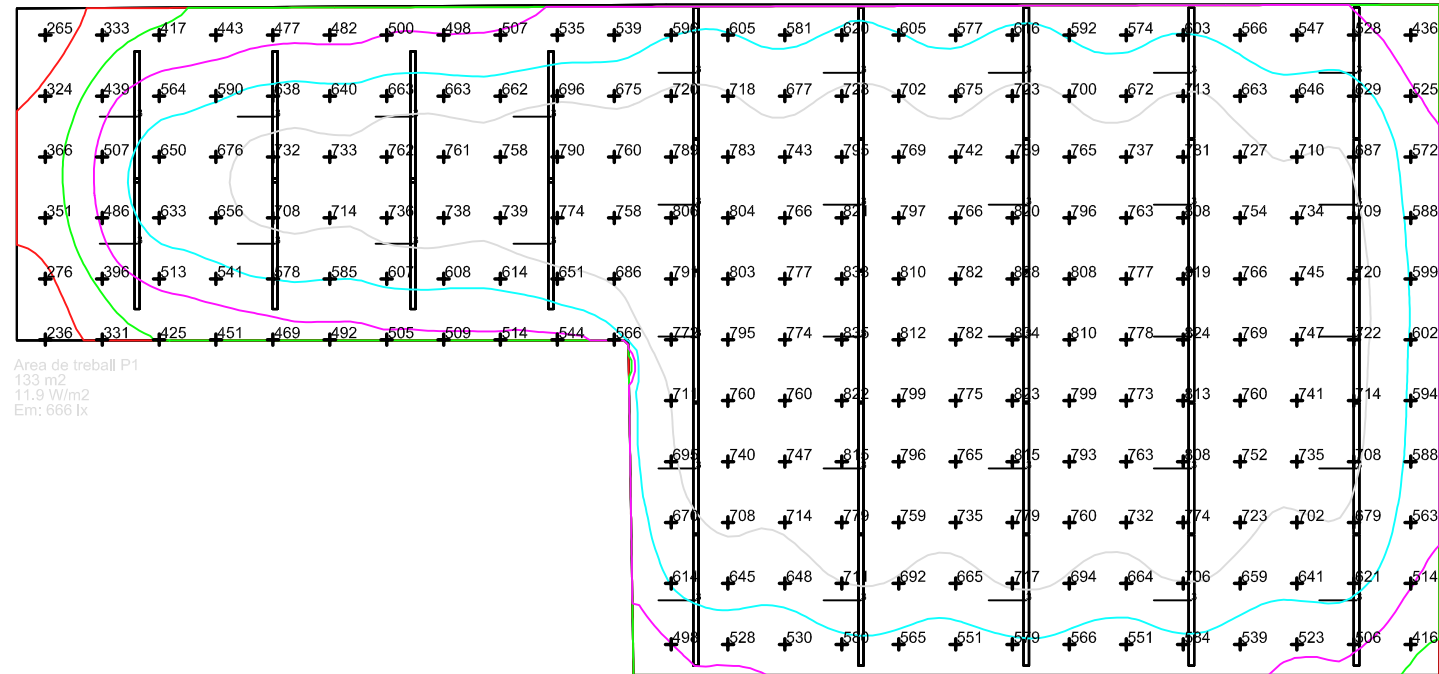 265 333 417 443 477 482 500 498 507 535 539 596 605 581 620 605 577 616 592 574 603 566 547 528 436
324 439 564 590 638 640 663 663 662 696 675 720 718 677 728 702 675 723 700 672 713 663 646 629 525
366 507 650 676 732 733 762 761 758 790 760 789 783 743 795 769 742 789 765 737 781 727 710 687 572
351 486 633 656 708 714 736 738 739 774 758 806 804 766 821 797 766 820 796 763 808 754 734 709 588
276 396 513 541 578 585 607 608 614 651 686 791 803 777 833 810 782 828 808 777 819 766 745 720 599
236 331 425 451 469 492 505 509 514 544 566 772 795 774 835 812 782 834 810 778 824 769 747 722 602
Area de treball P1
133 m2
11.9 W/m2
Em: 666 lx
711 760 760 822 799 775 823 799 773 813 760 741 714 594
695 740 747 815 796 765 815 793 763 808 752 735 708 588
670 708 714 779 759 735 779 760 732 774 723 702 679 563
614 645 648 711 692 665 717 694 664 706 659 641 621 514
498 528 530 580 565 551 579 566 551 584 539 523 506 416